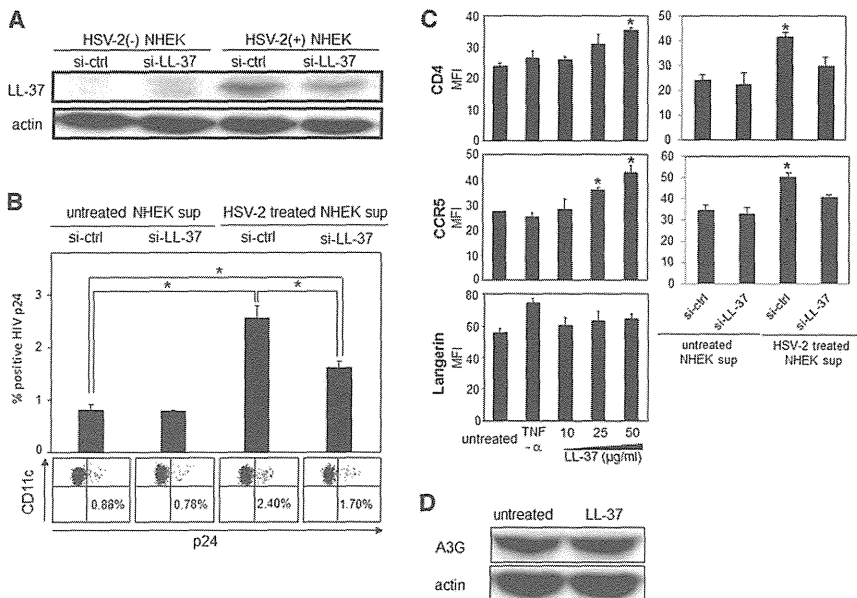 A
HSV-2(-) NHEK HSV-2(+) NHEK
si-ctrl si-LL-37 si-ctrl si-LL-37
LL-37
actin
B
untreated NHEK sup HSV-2 treated NHEK sup
si-ctrl si-LL-37 si-ctrl si-LL-37
* * *
% positive HIV p24
3
2
1
0
CD11c
0.88% 0.78% 2.40% 1.70%
p24
C
CD4
MFI
40
30
20
10
0
*
50
40
30
20
10
0
*
CCR5
MFI
50
40
30
20
10
0
* *
60
50
40
30
20
10
0
*
Langerin
MFI
80
60
40
20
0
untreated TNF-α 10 25 50
LL-37 (µg/ml)
si-ctrl si-LL-37 si-ctrl si-LL-37
untreated NHEK sup
HSV-2 treated NHEK sup
D
untreated LL-37
A3G
actin